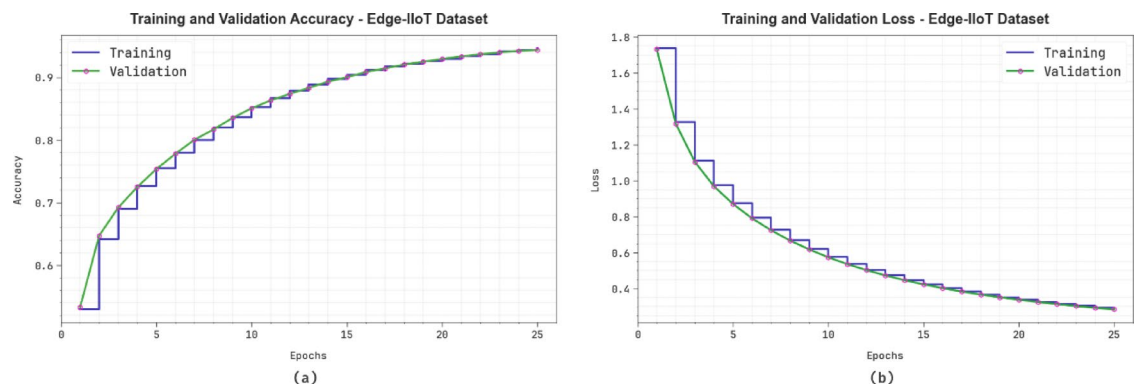 Training and Validation Accuracy - Edge-IIoT Dataset
Training
Validation
0.9
0.8
0.7
0.6
Accuracy
0
5
10
15
20
25
Epochs
(a)
Training and Validation Loss - Edge-IIoT Dataset
Training
Validation
1.8
1.6
1.4
1.2
1.0
0.8
0.6
0.4
Loss
0
5
10
15
20
25
Epochs
(b)